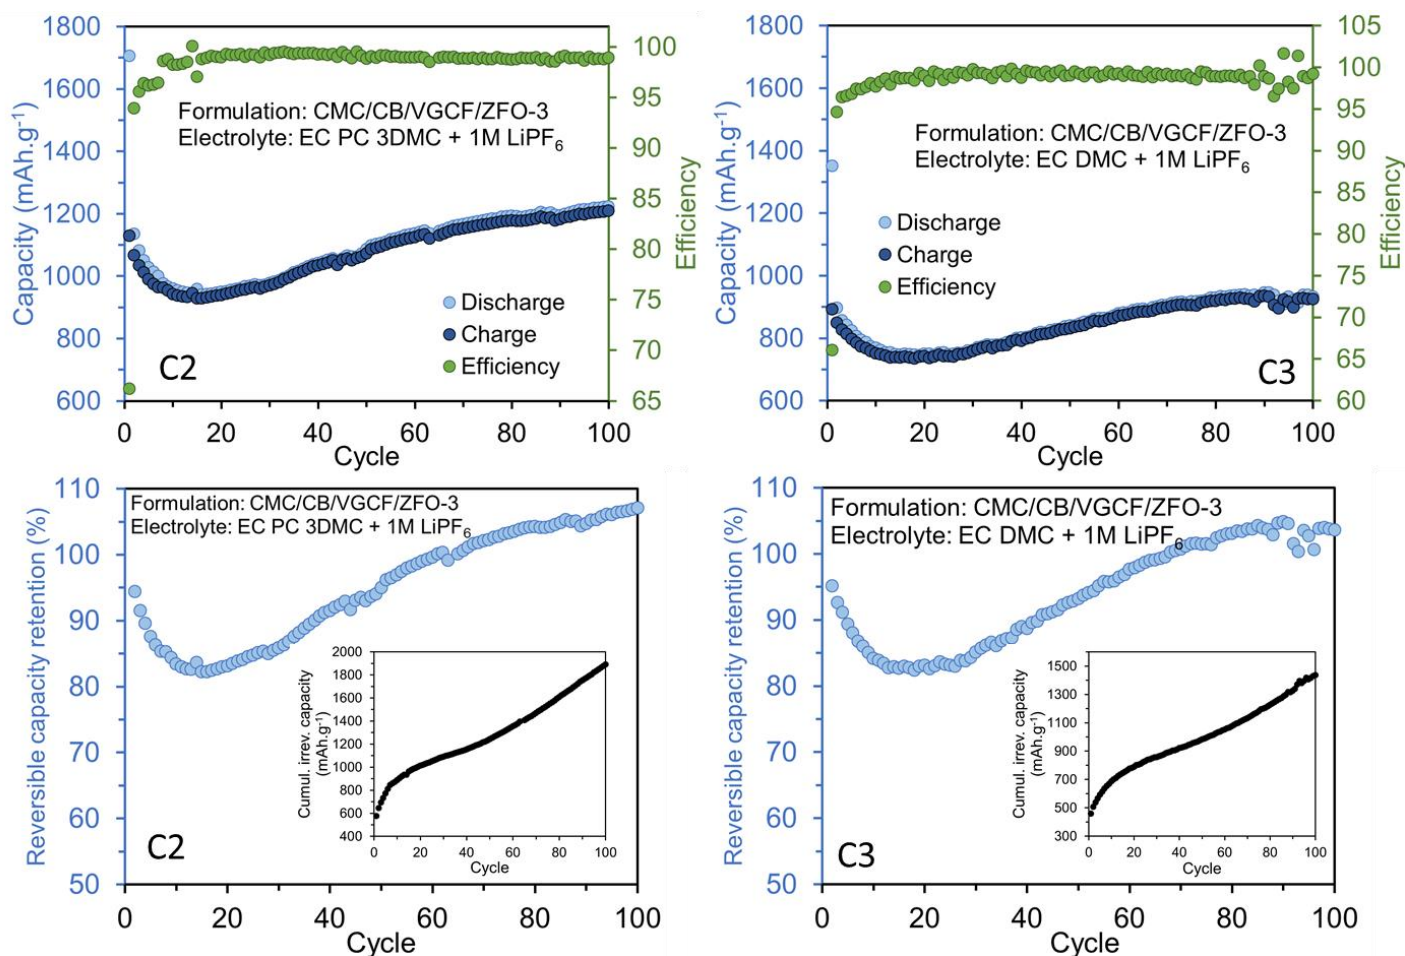 1800
1600
1400
1200
1000
800
600
Capacity (mAh.g-1)
100
95
90
85
80
75
70
65
Efficiency
Formulation: CMC/CB/VGCF/ZFO-3
Electrolyte: EC PC 3DMC + 1M LiPF6
Discharge
Charge
Efficiency
C2
0 20 40 60 80 100
Cycle
1800
1600
1400
1200
1000
800
600
Capacity (mAh.g-1)
105
100
95
90
85
80
75
70
65
60
Efficiency
Formulation: CMC/CB/VGCF/ZFO-3
Electrolyte: EC DMC + 1M LiPF6
Discharge
Charge
Efficiency
C3
0 20 40 60 80 100
Cycle
110
100
90
80
70
60
50
Reversible capacity retention (%)
Formulation: CMC/CB/VGCF/ZFO-3
Electrolyte: EC PC 3DMC + 1M LiPF6
2000
1800
1600
1400
1200
1000
800
600
400
Cumul. irrev. capacity
(mAh.g-1)
0 20 40 60 80 100
Cycle
C2
0 20 40 60 80 100
Cycle
110
100
90
80
70
60
50
Reversible capacity retention (%)
Formulation: CMC/CB/VGCF/ZFO-3
Electrolyte: EC DMC + 1M LiPF6
1500
1300
1100
900
700
500
300
Cumul. irrev. capacity
(mAh.g-1)
0 20 40 60 80 100
Cycle
C3
0 20 40 60 80 100
Cycle